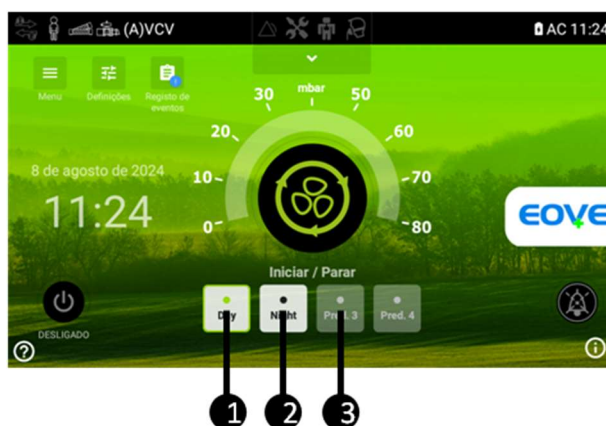 (A)VCV
AC 11:24
Menu
Definições
Registo de
eventos
mbar
0
10
20
30
50
60
70
80
8 de agosto de 2024
11:24
EOVE
Iniciar / Parar
Day
Night
Pred. 3
Pred. 4
DESLIGADO
?
i
1
2
3